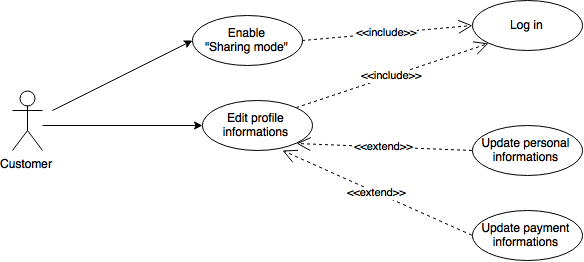 Enable
"Sharing mode"
<<include>>
Log in
<<include>>
Edit profile
informations
<<extend>>
Update personal
informations
Customer
<<extend>>
Update payment
informations